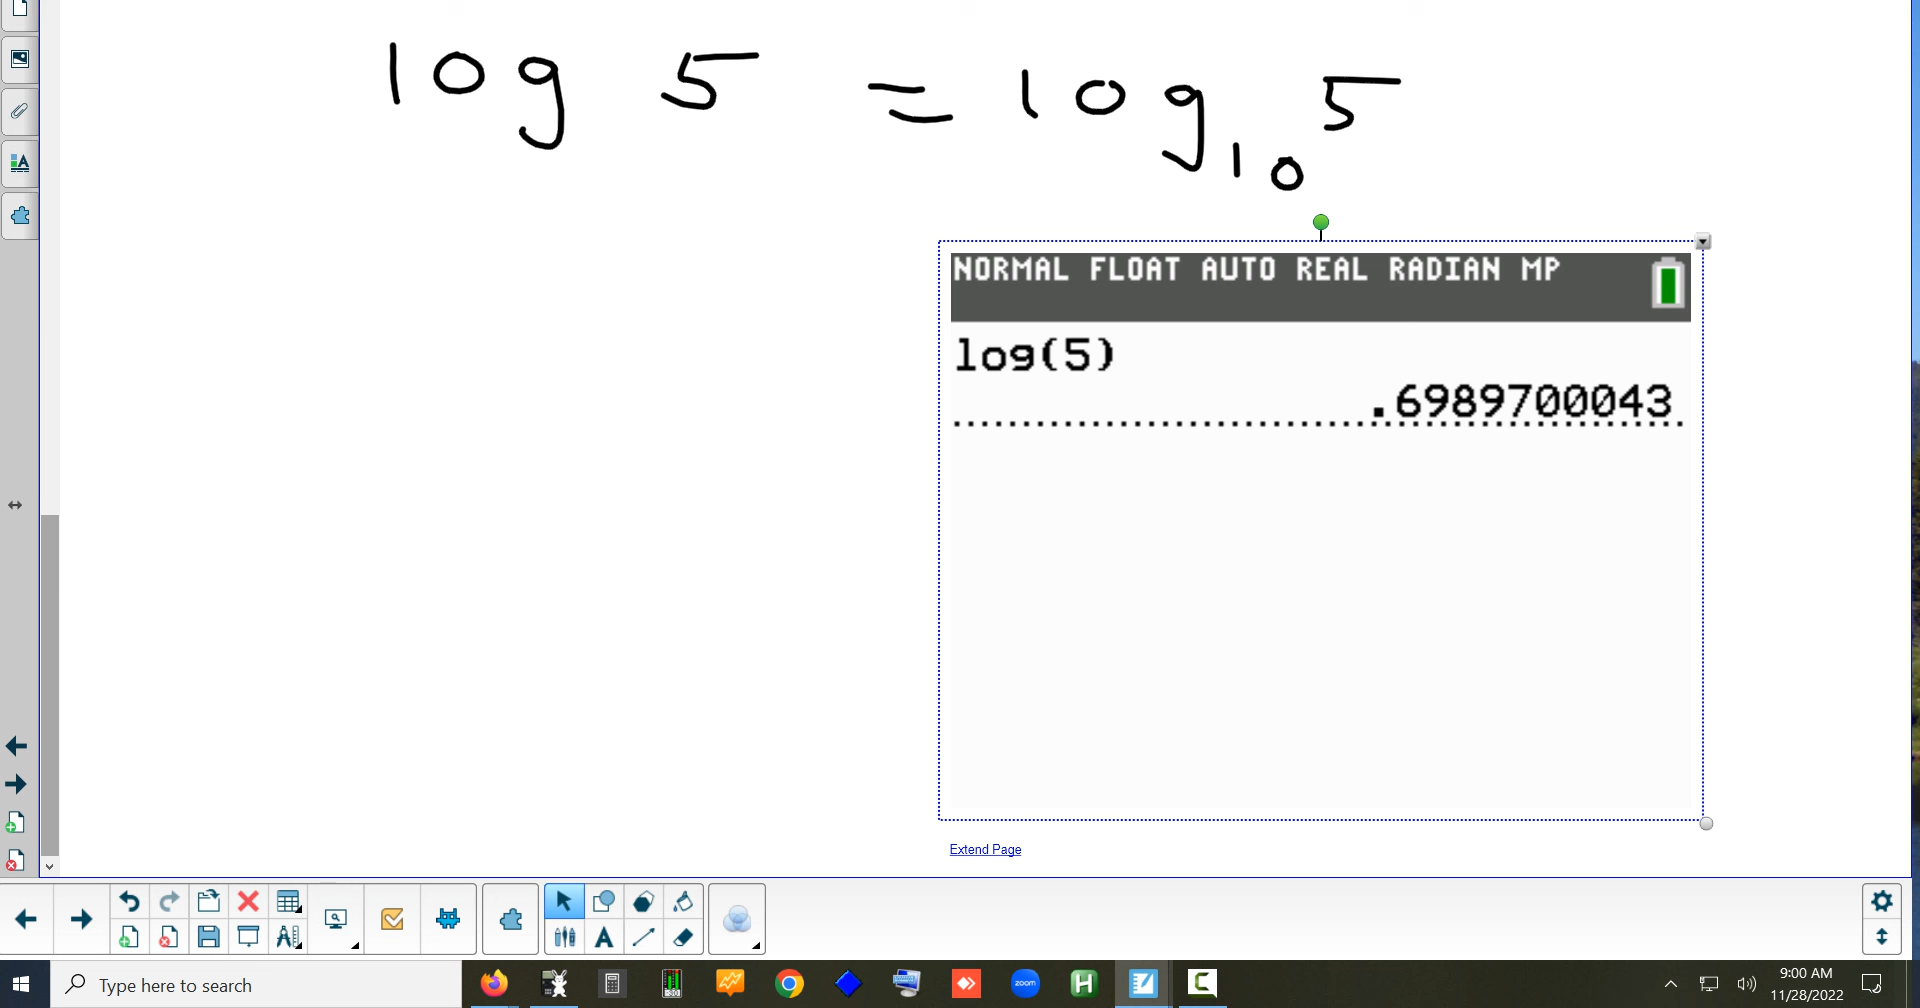 log 5 = log₁₀ 5
NORMAL FLOAT AUTO REAL RADIAN MP
log(5)
.6989700043
Extend Page
Type here to search
zoom
9:00 AM
11/28/2022